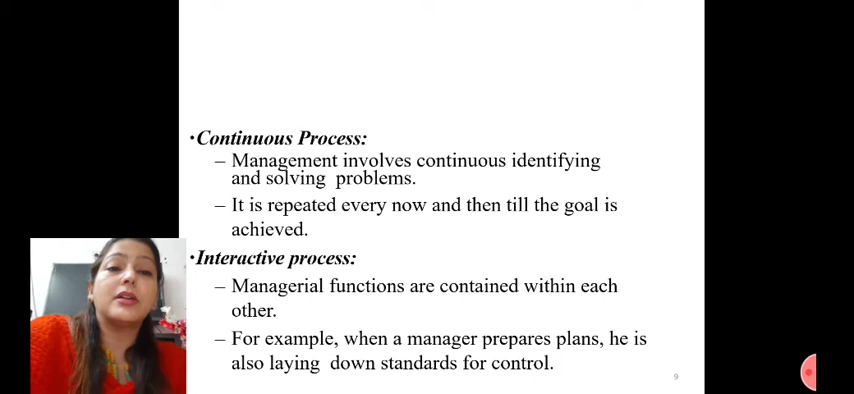 ·Continuous Process:
– Management involves continuous identifying
and solving problems.
– It is repeated every now and then till the goal is
achieved.
·Interactive process:
– Managerial functions are contained within each
other.
– For example, when a manager prepares plans, he is
also laying down standards for control.
9